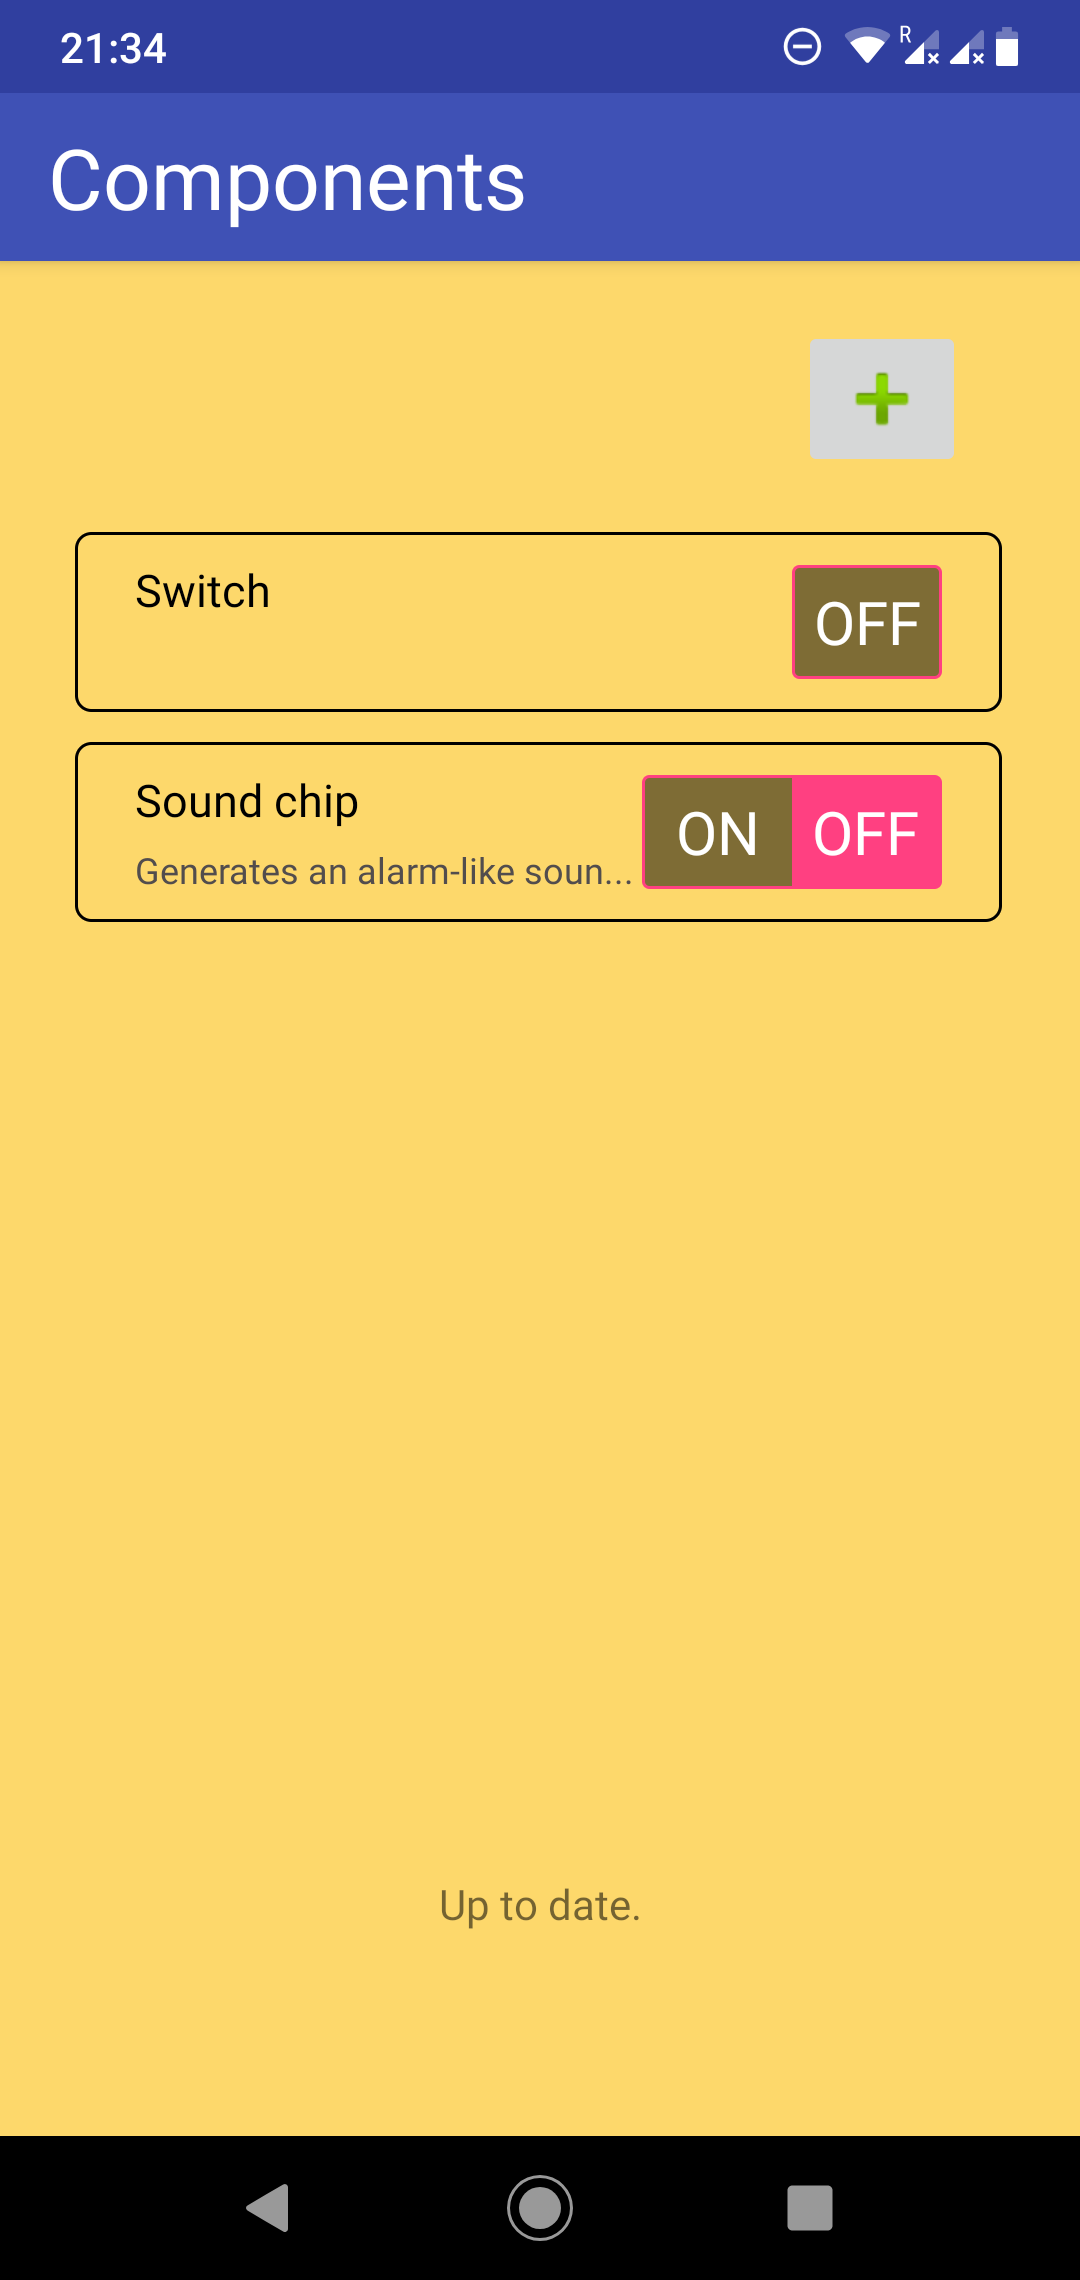 21:34
R
Components
Switch
OFF
Sound chip
ON OFF
Generates an alarm-like soun...
Up to date.